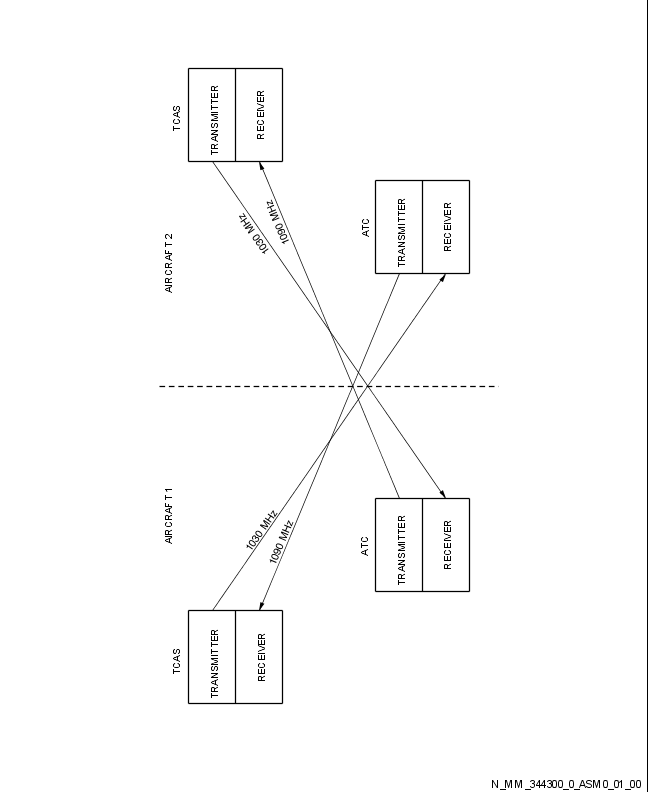 TCAS
TRANSMITTER
RECEIVER
AIRCRAFT 2
1030 MHz
1090 MHz
ATC
TRANSMITTER
RECEIVER
AIRCRAFT 1
1030 MHz
1090 MHz
ATC
TRANSMITTER
RECEIVER
TCAS
TRANSMITTER
RECEIVER
N_MM_344300_0_ASM0_01_00